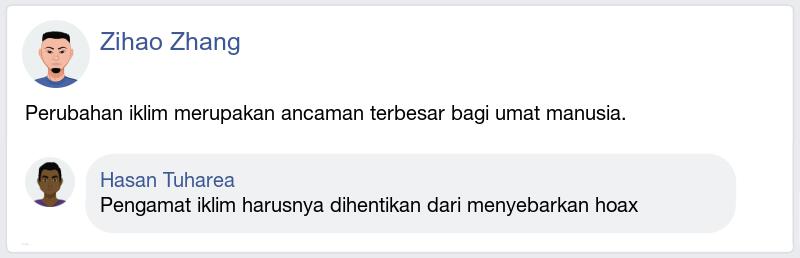 Zihao Zhang
Perubahan iklim merupakan ancaman terbesar bagi umat manusia.
Hasan Tuharea
Pengamat iklim harusnya dihentikan dari menyebarkan hoax